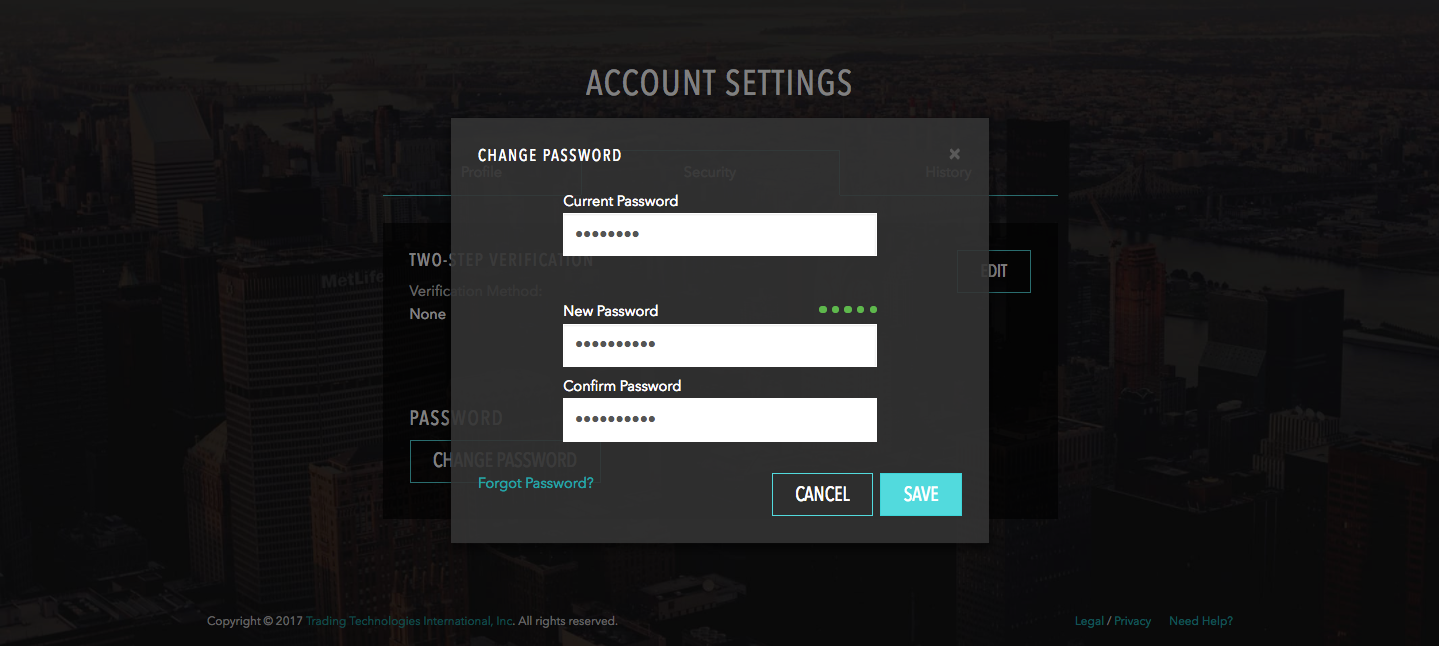 ACCOUNT SETTINGS
CHANGE PASSWORD ×
Profile Security History
Current Password
••••••••
TWO-STEP VERIFICATION EDIT
Verification Method:
None
New Password
••••••••••
Confirm Password
••••••••••
PASSWORD
CHANGE PASSWORD
Forgot Password? CANCEL SAVE
MetLife
Copyright © 2017 Trading Technologies International, Inc. All rights reserved. Legal / Privacy Need Help?